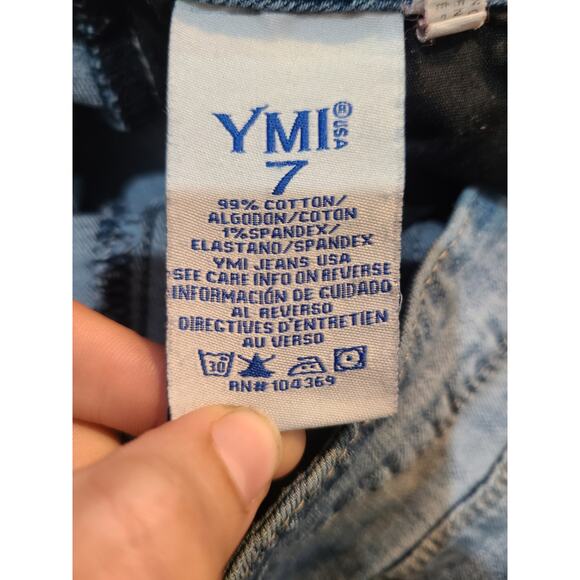 YMI® USA
7
99% COTTON/
ALGODON/COTON
1%SPANDEX/
ELASTANO/SPANDEX
YMI JEANS USA
SEE CARE INFO ON REVERSE
INFORMACIÓN DE CUIDADO
AL REVERSO
DIRECTIVES D'ENTRETIEN
AU VERSO
30
RN# 104369